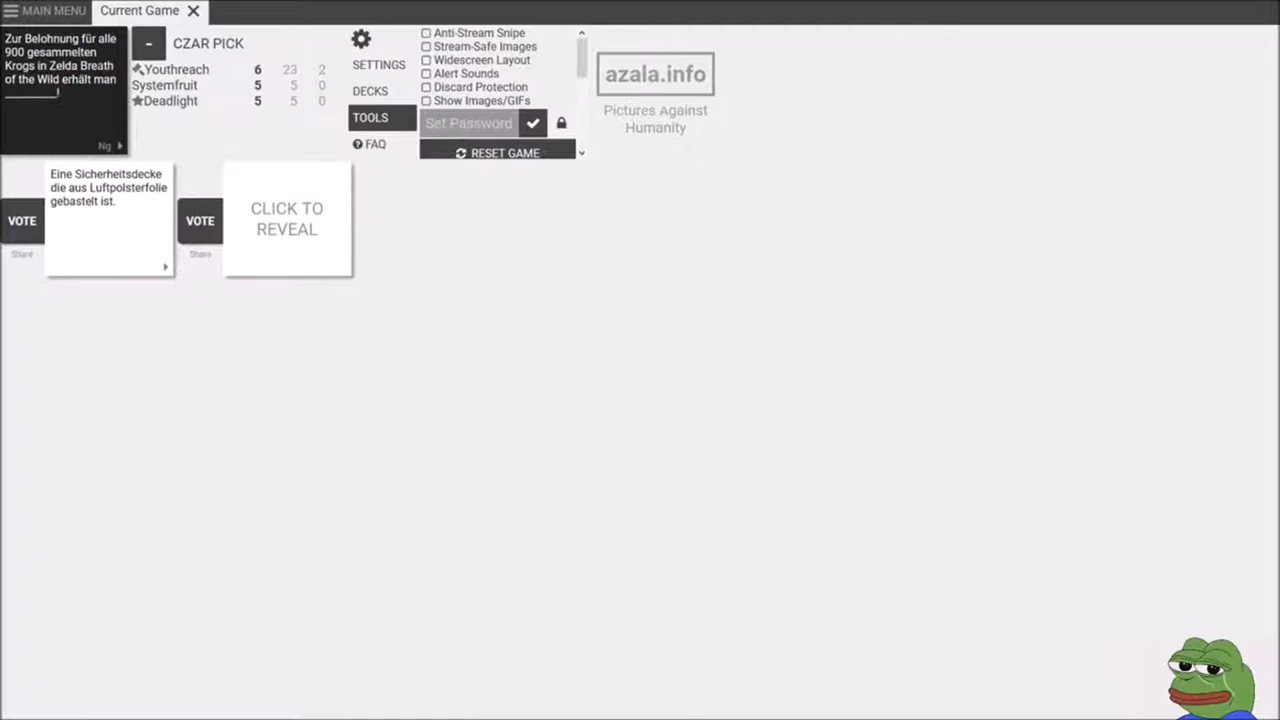 MAIN MENU
Current Game
Zur Belohnung für alle
900 gesammelten
Krogs in Zelda Breath
of the Wild erhält man
__________!
Ng
-
CZAR PICK
Youthreach 6 23 2
Systemfruit 5 5 0
Deadlight 5 5 0
SETTINGS
DECKS
TOOLS
FAQ
Anti-Stream Snipe
Stream-Safe Images
Widescreen Layout
Alert Sounds
Discard Protection
Show Images/GIFs
Set Password
RESET GAME
azala.info
Pictures Against
Humanity
VOTE
Share
Eine Sicherheitsdecke
die aus Luftpolsterfolie
gebastelt ist.
VOTE
Share
CLICK TO
REVEAL